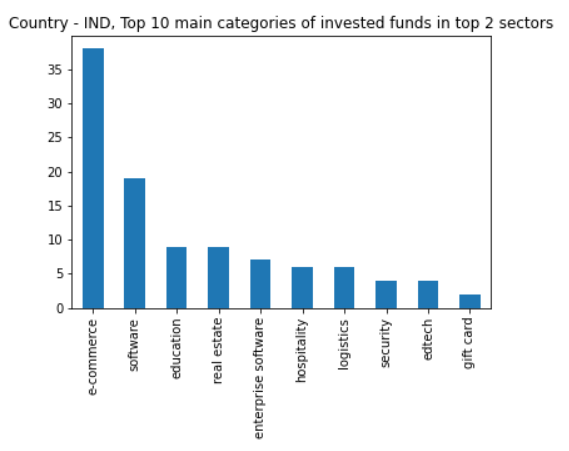 Country - IND, Top 10 main categories of invested funds in top 2 sectors
35
30
25
20
15
10
5
0
e-commerce
software
education
real estate
enterprise software
hospitality
logistics
security
edtech
gift card